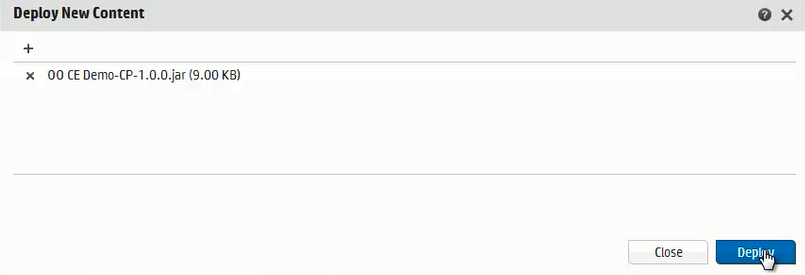 Deploy New Content
?
+
× OO CE Demo-CP-1.0.0.jar (9.00 KB)
Close Deploy